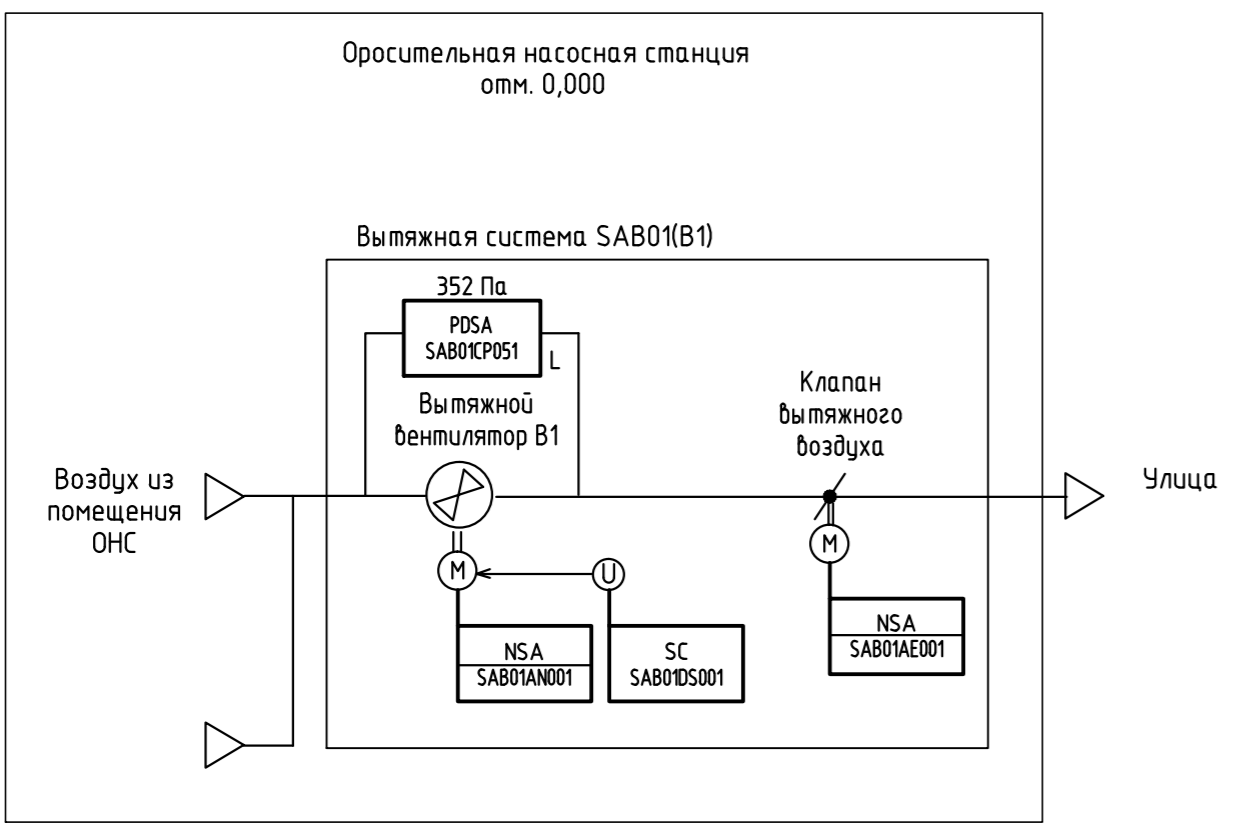 Оросительная насосная станция
отм. 0,000
Вытяжная система SAB01(В1)
352 Па
PDSA
SAB01CP051
L
Вытяжной
вентилятор В1
Клапан
вытяжного
воздуха
Воздух из
помещения
ОНС
Улица
M
U
M
NSA
SAB01AN001
SC
SAB01DS001
NSA
SAB01AE001